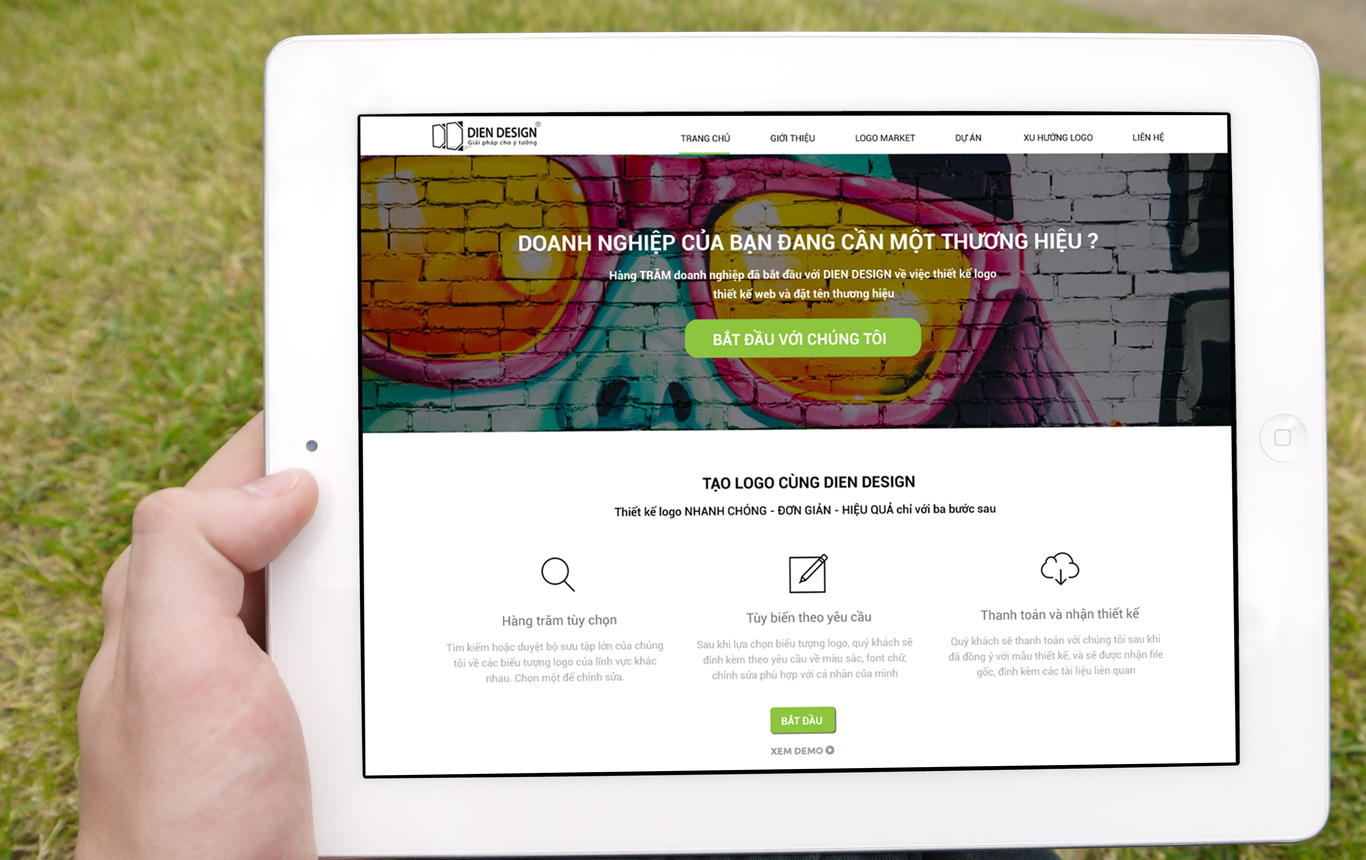 DIEN DESIGN®
Giải pháp cho ý tưởng
TRANG CHỦ GIỚI THIỆU LOGO MARKET DỰ ÁN XU HƯỚNG LOGO LIÊN HỆ
DOANH NGHIỆP CỦA BẠN ĐANG CẦN MỘT THƯƠNG HIỆU ?
Hàng TRĂM doanh nghiệp đã bắt đầu với DIEN DESIGN về việc thiết kế logo
thiết kế web và đặt tên thương hiệu
BẮT ĐẦU VỚI CHÚNG TÔI
TẠO LOGO CÙNG DIEN DESIGN
Thiết kế logo NHANH CHÓNG - ĐƠN GIẢN - HIỆU QUẢ chỉ với ba bước sau
Hàng trăm tùy chọn
Tìm kiếm hoặc duyệt bộ sưu tập lớn của chúng
tôi về các biểu tượng logo của lĩnh vực khác
nhau. Chọn một để chỉnh sửa.
Tùy biến theo yêu cầu
Sau khi lựa chọn biểu tượng logo, quý khách sẽ
đính kèm theo yêu cầu về màu sắc, font chữ,
chỉnh sửa phù hợp với cá nhân của mình
Thanh toán và nhận thiết kế
Quý khách sẽ thanh toán với chúng tôi sau khi
đã đồng ý với mẫu thiết kế, và sẽ được nhận file
gốc, đính kèm các tài liệu liên quan
BẮT ĐẦU
XEM DEMO